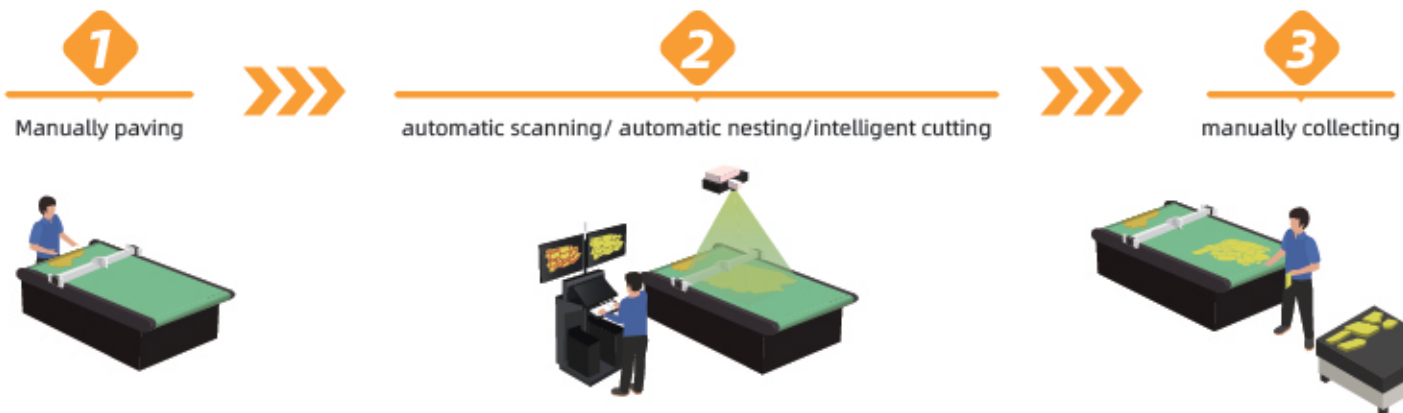 1
2
3
Manually paving
automatic scanning/ automatic nesting/intelligent cutting
manually collecting